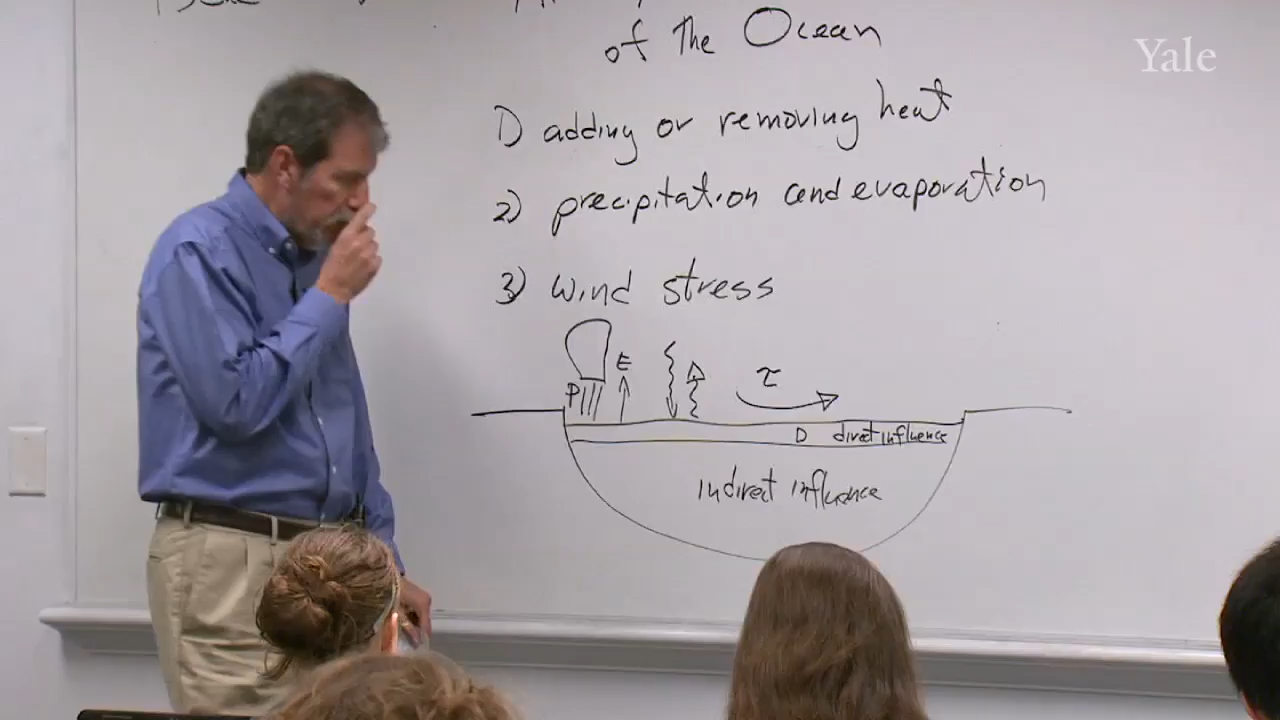 of the Ocean
Yale
1) adding or removing heat
2) precipitation and evaporation
3) wind stress
P E τ
D direct influence
indirect influence